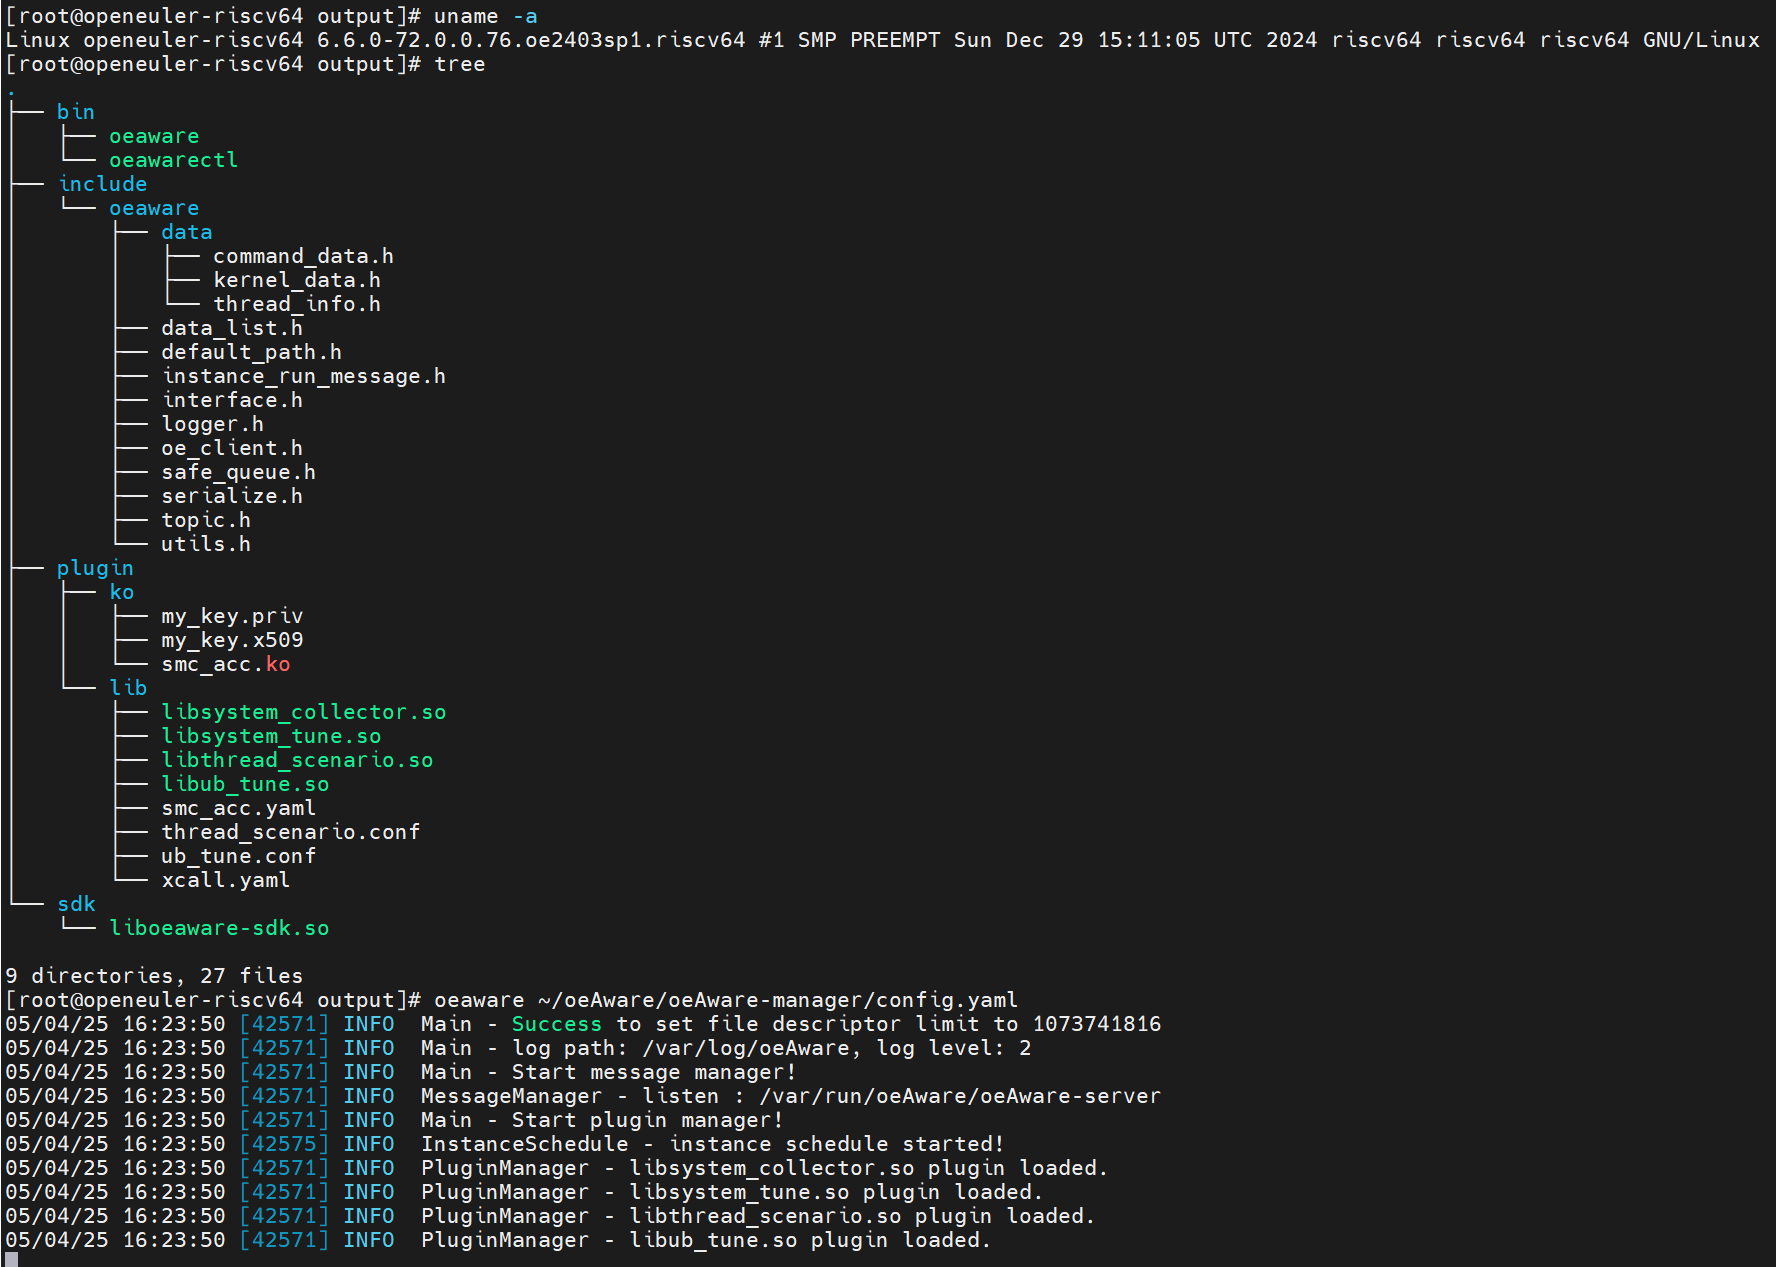 [root@openeuler-riscv64 output]# uname -a
Linux openeuler-riscv64 6.6.0-72.0.0.76.oe2403sp1.riscv64 #1 SMP PREEMPT Sun Dec 29 15:11:05 UTC 2024 riscv64 riscv64 riscv64 GNU/Linux
[root@openeuler-riscv64 output]# tree
.
├── bin
│   ├── oeaware
│   └── oeawarectl
├── include
│   └── oeaware
│       ├── data
│       │   ├── command_data.h
│       │   ├── kernel_data.h
│       │   └── thread_info.h
│       ├── data_list.h
│       ├── default_path.h
│       ├── instance_run_message.h
│       ├── interface.h
│       ├── logger.h
│       ├── oe_client.h
│       ├── safe_queue.h
│       ├── serialize.h
│       ├── topic.h
│       └── utils.h
├── plugin
│   ├── ko
│   │   ├── my_key.priv
│   │   ├── my_key.x509
│   │   └── smc_acc.ko
│   └── lib
│       ├── libsystem_collector.so
│       ├── libsystem_tune.so
│       ├── libthread_scenario.so
│       ├── libub_tune.so
│       ├── smc_acc.yaml
│       ├── thread_scenario.conf
│       ├── ub_tune.conf
│       └── xcall.yaml
└── sdk
    └── liboeaware-sdk.so

9 directories, 27 files
[root@openeuler-riscv64 output]# oeaware ~/oeAware/oeAware-manager/config.yaml
05/04/25 16:23:50 [42571] INFO  Main - Success to set file descriptor limit to 1073741816
05/04/25 16:23:50 [42571] INFO  Main - log path: /var/log/oeAware, log level: 2
05/04/25 16:23:50 [42571] INFO  Main - Start message manager!
05/04/25 16:23:50 [42571] INFO  MessageManager - listen : /var/run/oeAware/oeAware-server
05/04/25 16:23:50 [42571] INFO  Main - Start plugin manager!
05/04/25 16:23:50 [42575] INFO  InstanceSchedule - instance schedule started!
05/04/25 16:23:50 [42571] INFO  PluginManager - libsystem_collector.so plugin loaded.
05/04/25 16:23:50 [42571] INFO  PluginManager - libsystem_tune.so plugin loaded.
05/04/25 16:23:50 [42571] INFO  PluginManager - libthread_scenario.so plugin loaded.
05/04/25 16:23:50 [42571] INFO  PluginManager - libub_tune.so plugin loaded.